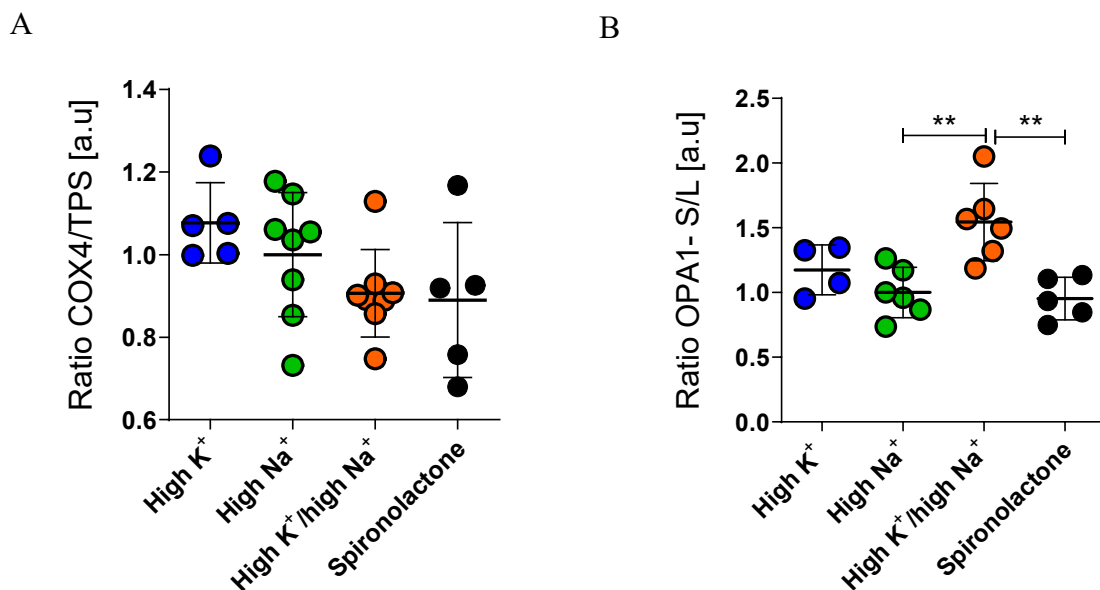 A
B
Ratio COX4/TPS [a.u]
1.4
1.2
1.0
0.8
0.6
High K⁺
High Na⁺
High K⁺/high Na⁺
Spironolactone
Ratio OPA1- S/L [a.u]
2.5
2.0
1.5
1.0
0.5
0.0
** **
High K⁺
High Na⁺
High K⁺/high Na⁺
Spironolactone